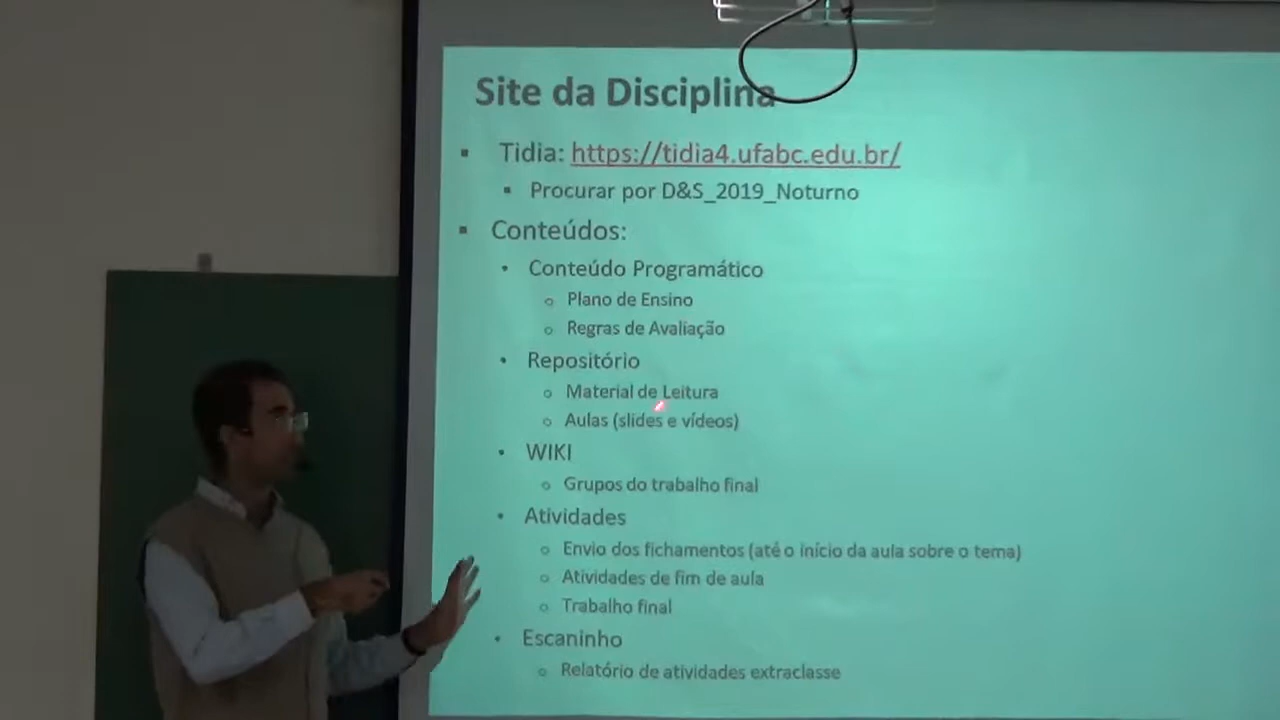 Site da Disciplina
▪ Tidia: https://tidia4.ufabc.edu.br/
▪ Procurar por D&S_2019_Noturno
▪ Conteúdos:
• Conteúdo Programático
○ Plano de Ensino
○ Regras de Avaliação
• Repositório
○ Material de Leitura
○ Aulas (slides e vídeos)
• WIKI
○ Grupos do trabalho final
• Atividades
○ Envio dos fichamentos (até o início da aula sobre o tema)
○ Atividades de fim de aula
○ Trabalho final
• Escaninho
○ Relatório de atividades extraclasse